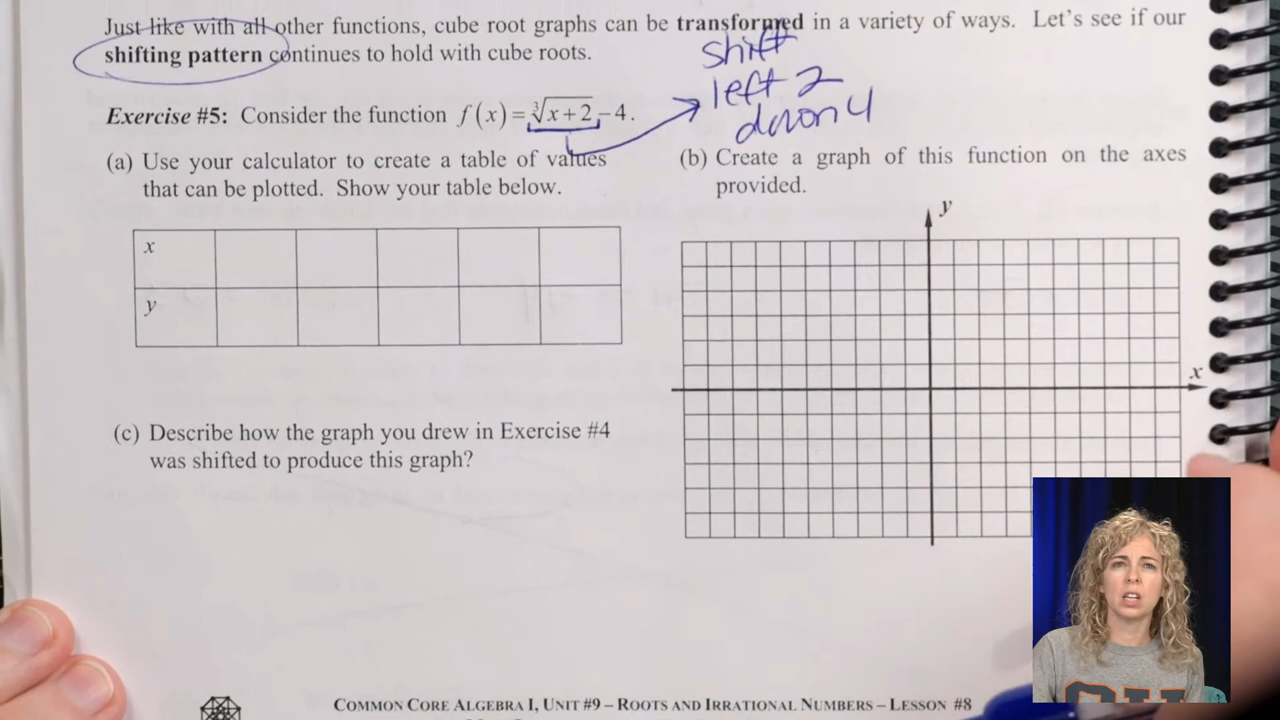 Just like with all other functions, cube root graphs can be transformed in a variety of ways. Let's see if our
shifting pattern continues to hold with cube roots.
shift
left 2
down 4
Exercise #5: Consider the function f(x)=∛(x+2)−4.
(a) Use your calculator to create a table of values
that can be plotted. Show your table below.
x
y
(b) Create a graph of this function on the axes
provided.
y
x
(c) Describe how the graph you drew in Exercise #4
was shifted to produce this graph?
COMMON CORE ALGEBRA I, UNIT #9 – ROOTS AND IRRATIONAL NUMBERS – LESSON #8